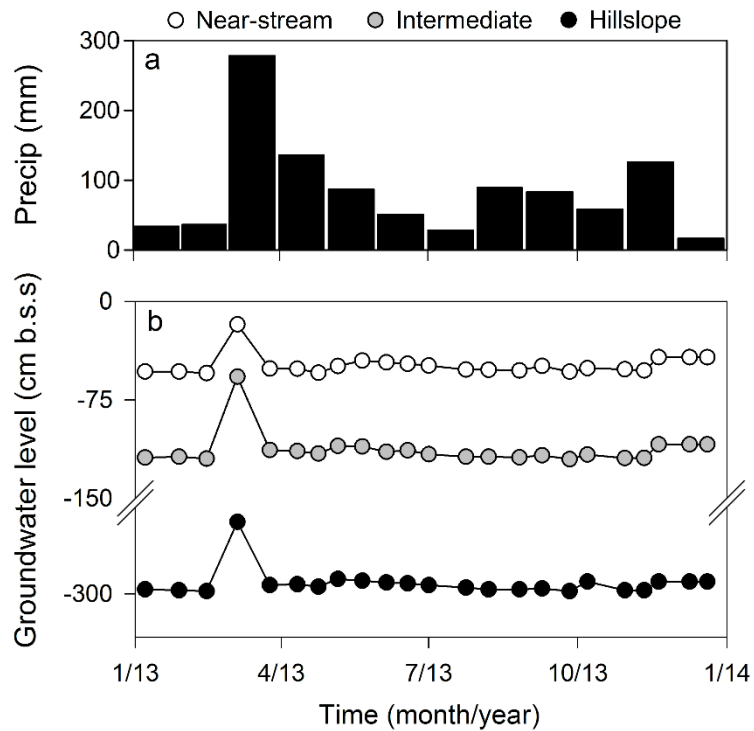 Near-stream Intermediate Hillslope
a
300
200
100
0
Precip (mm)
b
0
-75
-150
-300
Groundwater level (cm b.s.s)
1/13 4/13 7/13 10/13 1/14
Time (month/year)